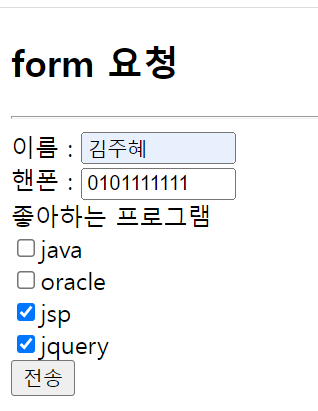 form 요청
이름 : 김주혜
핸폰 : 0101111111
좋아하는 프로그램
java
oracle
jsp
jquery
전송